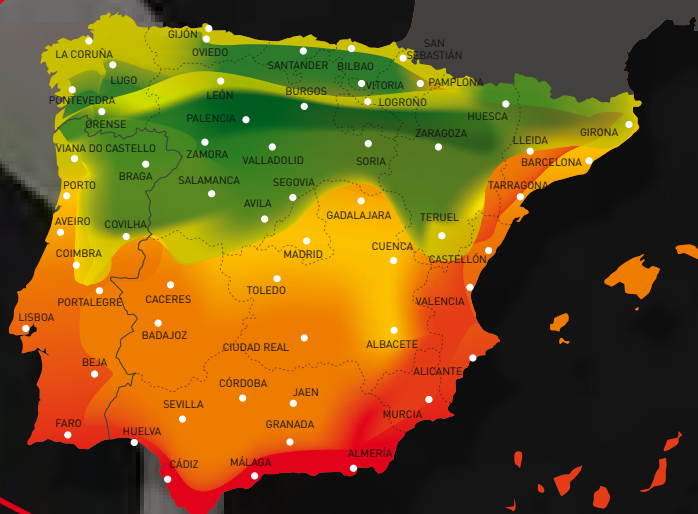 GIJÓN
SAN
SEBASTIÁN
LA CORUÑA
OVIEDO
SANTANDER
BILBAO
LUGO
VITORIA
PAMPLONA
PONTEVEDRA
LEÓN
BURGOS
LOGROÑO
ORENSE
PALENCIA
HUESCA
ZARAGOZA
GIRONA
VIANA DO CASTELLO
ZAMORA
VALLADOLID
SORIA
LLEIDA
BARCELONA
BRAGA
SALAMANCA
SEGOVIA
TARRAGONA
PORTO
AVILA
GUADALAJARA
TERUEL
AVEIRO
COVILHA
COIMBRA
MADRID
CUENCA
CASTELLÓN
PORTALEGRE
CACERES
TOLEDO
VALENCIA
LISBOA
BADAJOZ
CIUDAD REAL
ALBACETE
BEJA
CÓRDOBA
JAEN
ALICANTE
SEVILLA
MURCIA
FARO
HUELVA
GRANADA
CÁDIZ
MÁLAGA
ALMERÍA